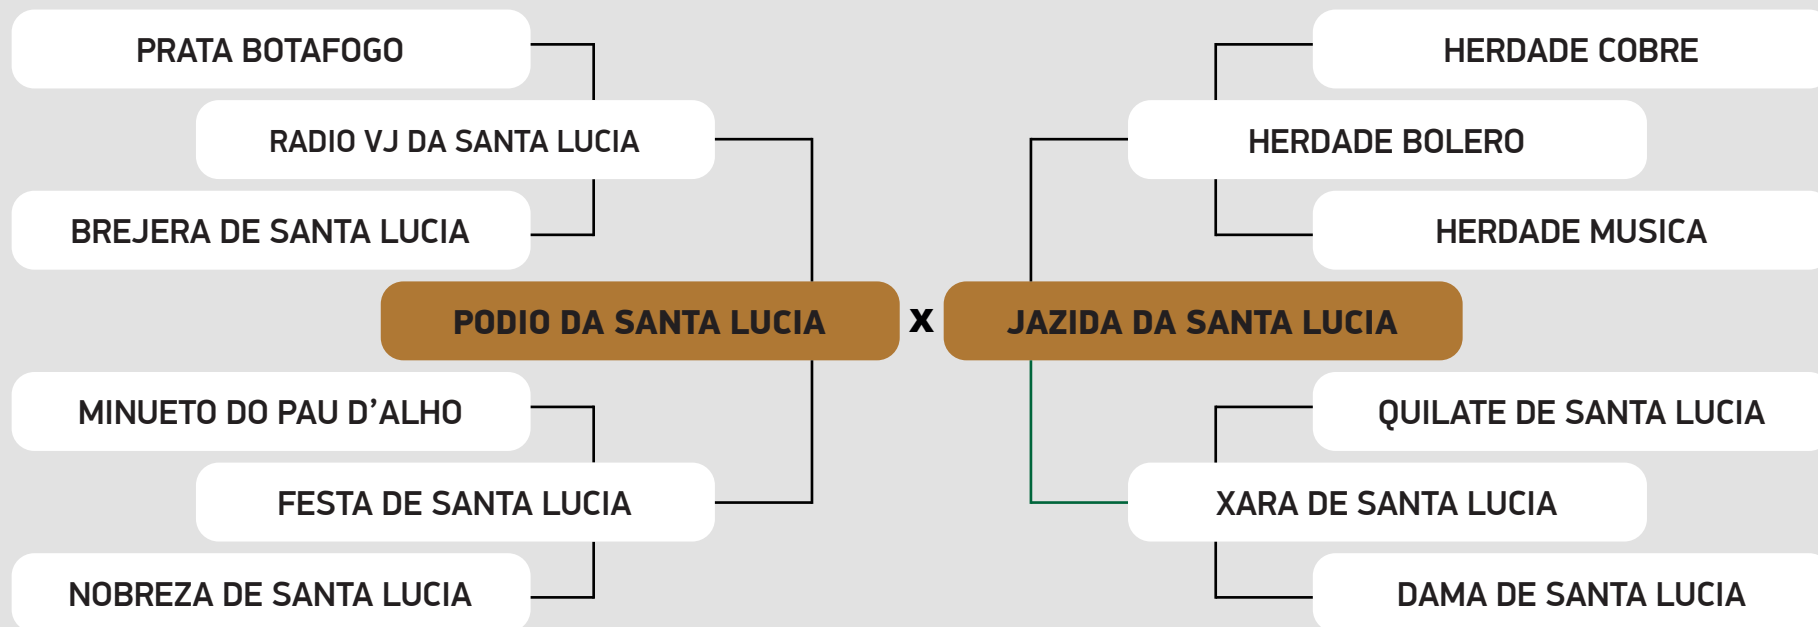 PRATA BOTAFOGO
HERDADE COBRE
RADIO VJ DA SANTA LUCIA
HERDADE BOLERO
BREJERA DE SANTA LUCIA
HERDADE MUSICA
PODIO DA SANTA LUCIA X JAZIDA DA SANTA LUCIA
MINUETO DO PAU D’ALHO
QUILATE DE SANTA LUCIA
FESTA DE SANTA LUCIA
XARA DE SANTA LUCIA
NOBREZA DE SANTA LUCIA
DAMA DE SANTA LUCIA